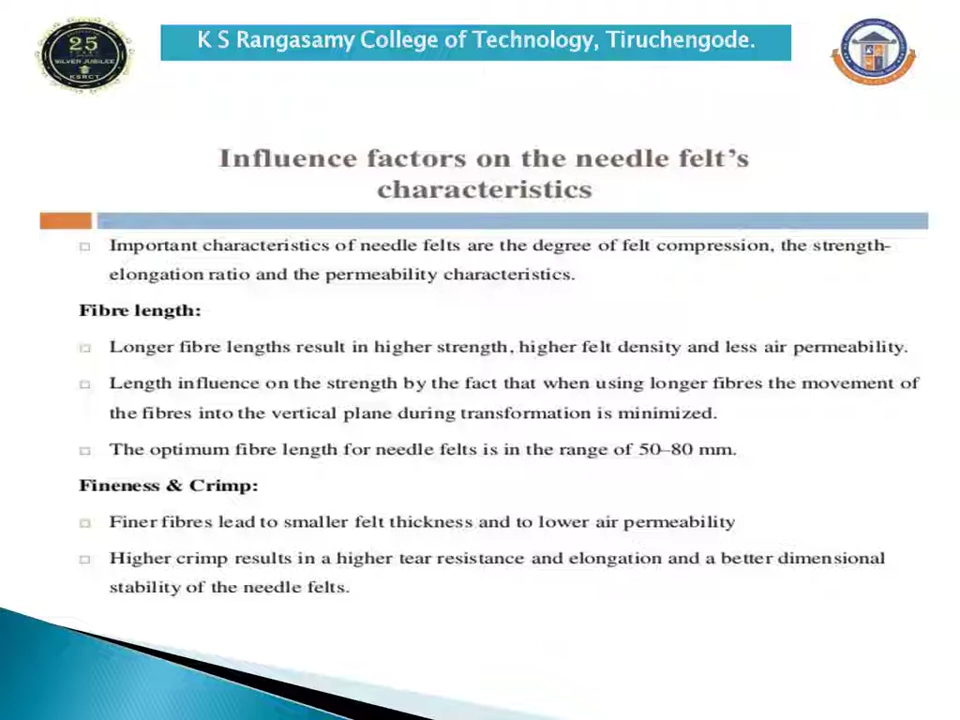 25
YEARS
SILVER JUBILEE
KSRCT
K S Rangasamy College of Technology, Tiruchengode.
Influence factors on the needle felt's
characteristics
Important characteristics of needle felts are the degree of felt compression, the strength-
elongation ratio and the permeability characteristics.
Fibre length:
Longer fibre lengths result in higher strength, higher felt density and less air permeability.
Length influence on the strength by the fact that when using longer fibres the movement of
the fibres into the vertical plane during transformation is minimized.
The optimum fibre length for needle felts is in the range of 50–80 mm.
Fineness & Crimp:
Finer fibres lead to smaller felt thickness and to lower air permeability
Higher crimp results in a higher tear resistance and elongation and a better dimensional
stability of the needle felts.